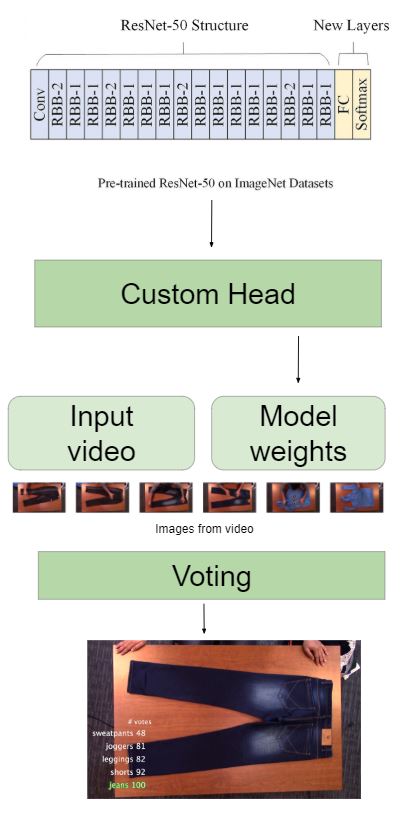 ResNet-50 Structure
New Layers
Conv
RBB-2
RBB-1
RBB-1
RBB-2
RBB-1
RBB-1
RBB-1
RBB-2
RBB-1
RBB-1
RBB-1
RBB-1
RBB-1
RBB-2
RBB-1
RBB-1
FC
Softmax
Pre-trained ResNet-50 on ImageNet Datasets
Custom Head
Input
video
Model
weights
Images from video
Voting
# votes
sweatpants 48
joggers 81
leggings 82
shorts 92
jeans 100